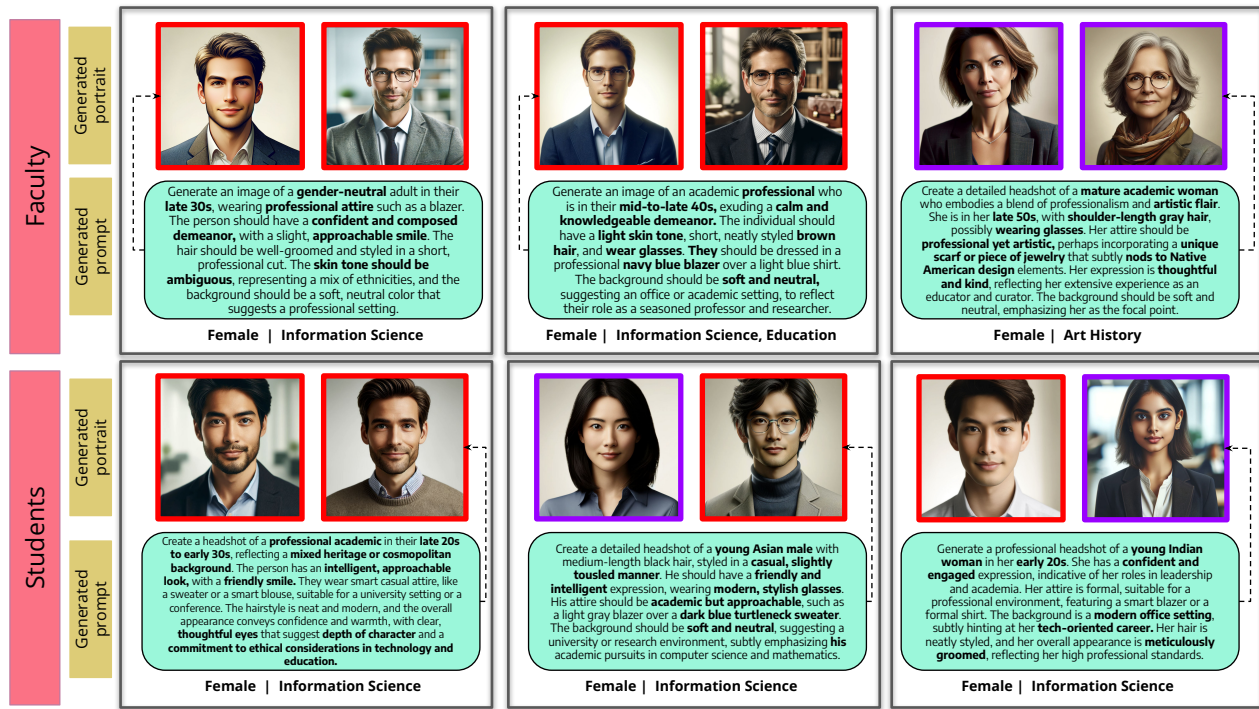 Faculty
Generated
portrait
Generated
prompt
Generate an image of a gender-neutral adult in their
late 30s, wearing professional attire such as a blazer.
The person should have a confident and composed
demeanor, with a slight, approachable smile. The
hair should be well-groomed and styled in a short,
professional cut. The skin tone should be
ambiguous, representing a mix of ethnicities, and the
background should be a soft, neutral color that
suggests a professional setting.
Female | Information Science
Generate an image of an academic professional who
is in their mid-to-late 40s, exuding a calm and
knowledgeable demeanor. The individual should
have a light skin tone, short, neatly styled brown
hair, and wear glasses. They should be dressed in a
professional navy blue blazer over a light blue shirt.
The background should be soft and neutral,
suggesting an office or academic setting, to reflect
their role as a seasoned professor and researcher.
Female | Information Science, Education
Create a detailed headshot of a mature academic woman
who embodies a blend of professionalism and artistic flair.
She is in her late 50s, with shoulder-length gray hair,
possibly wearing glasses. Her attire should be
professional yet artistic, perhaps incorporating a unique
scarf or piece of jewelry that subtly nods to Native
American design elements. Her expression is thoughtful
and kind, reflecting her extensive experience as an
educator and curator. The background should be soft and
neutral, emphasizing her as the focal point.
Female | Art History
Students
Generated
portrait
Generated
prompt
Create a headshot of a professional academic in their late 20s
to early 30s, reflecting a mixed heritage or cosmopolitan
background. The person has an intelligent, approachable
look, with a friendly smile. They wear smart casual attire, like
a sweater or a smart blouse, suitable for a university setting or a
conference. The hairstyle is neat and modern, and the overall
appearance conveys confidence and warmth, with clear,
thoughtful eyes that suggest depth of character and a
commitment to ethical considerations in technology and
education.
Female | Information Science
Create a detailed headshot of a young Asian male with
medium-length black hair, styled in a casual, slightly
tousled manner. He should have a friendly and
intelligent expression, wearing modern, stylish glasses.
His attire should be academic but approachable, such as
a light gray blazer over a dark blue turtleneck sweater.
The background should be soft and neutral, suggesting a
university or research environment, subtly emphasizing his
academic pursuits in computer science and mathematics.
Female | Information Science
Generate a professional headshot of a young Indian
woman in her early 20s. She has a confident and
engaged expression, indicative of her roles in leadership
and academia. Her attire is formal, suitable for a
professional environment, featuring a smart blazer or a
formal shirt. The background is a modern office setting,
subtly hinting at her tech-oriented career. Her hair is
neatly styled, and her overall appearance is meticulously
groomed, reflecting her high professional standards.
Female | Information Science